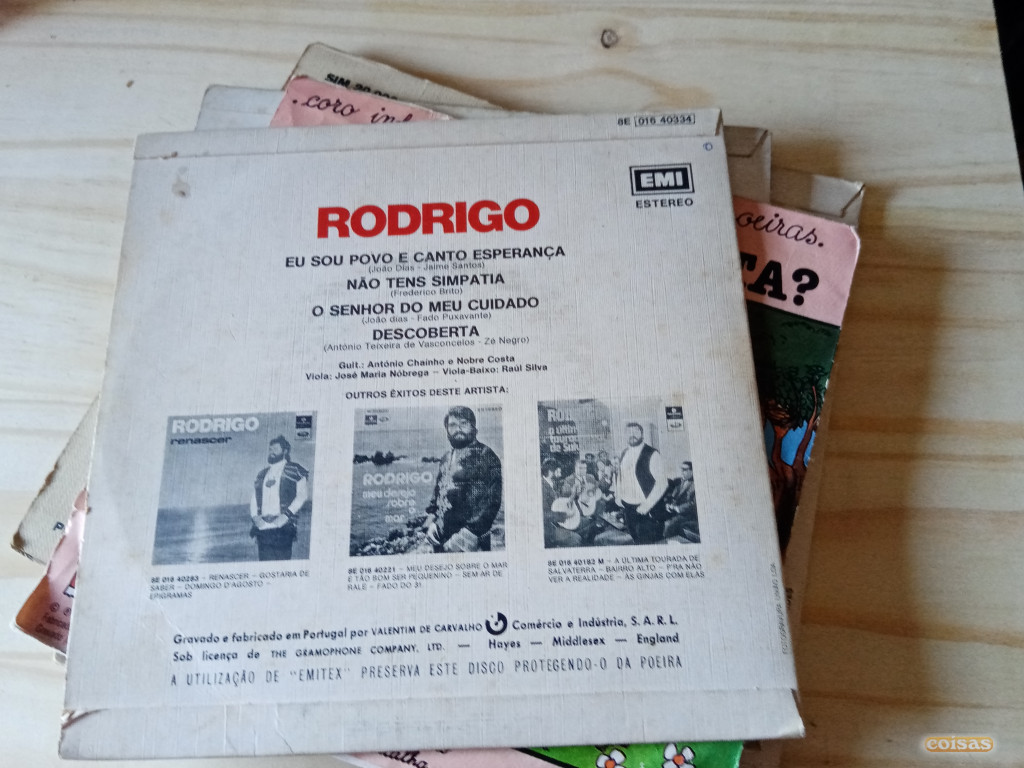 SIM
.coro
8E 016 40334
©
EMI
ESTEREO
RODRIGO
oeiras.
TA?
EU SOU POVO E CANTO ESPERANÇA
(João Dias - Jaime Santos)
NÃO TENS SIMPATIA
(Frederico Brito)
O SENHOR DO MEU CUIDADO
(João dias - Fado Puxavante)
DESCOBERTA
(António Teixeira de Vasconcelos - Zé Negro)
Guit.: António Chaínho e Nobre Costa
Viola: José Maria Nóbrega - Viola-Baixo: Raúl Silva
OUTROS ÊXITOS DESTE ARTISTA:
RODRIGO
renascer
RODRIGO
meu desejo
sobre
o
mar
a últim
tourada
de Salv
8E 016 40283 - RENASCER - GOSTARIA DE
SABER - DOMINGO D'AGOSTO -
EPIGRAMAS
8E 016 40221 - MEU DESEJO SOBRE O MAR
E TÃO BOM SER PEQUENINO - SEM AR DE
RALÉ - FADO DO 31
8E 016 40182 M - A ÚLTIMA TOURADA DE
SALVATERRA - BAIRRO ALTO - P'RA NÃO
VER A REALIDADE - ÀS GINJAS COM ELAS
Gravado e fabricado em Portugal por VALENTIM DE CARVALHO Comércio e Indústria, S. A. R. L.
Sob licença de THE GRAMOPHONE COMPANY, LTD. — Hayes — Middlesex — England
A UTILIZAÇÃO DE "EMITEX" PRESERVA ESTE DISCO PROTEGENDO-O DA POEIRA
coisas